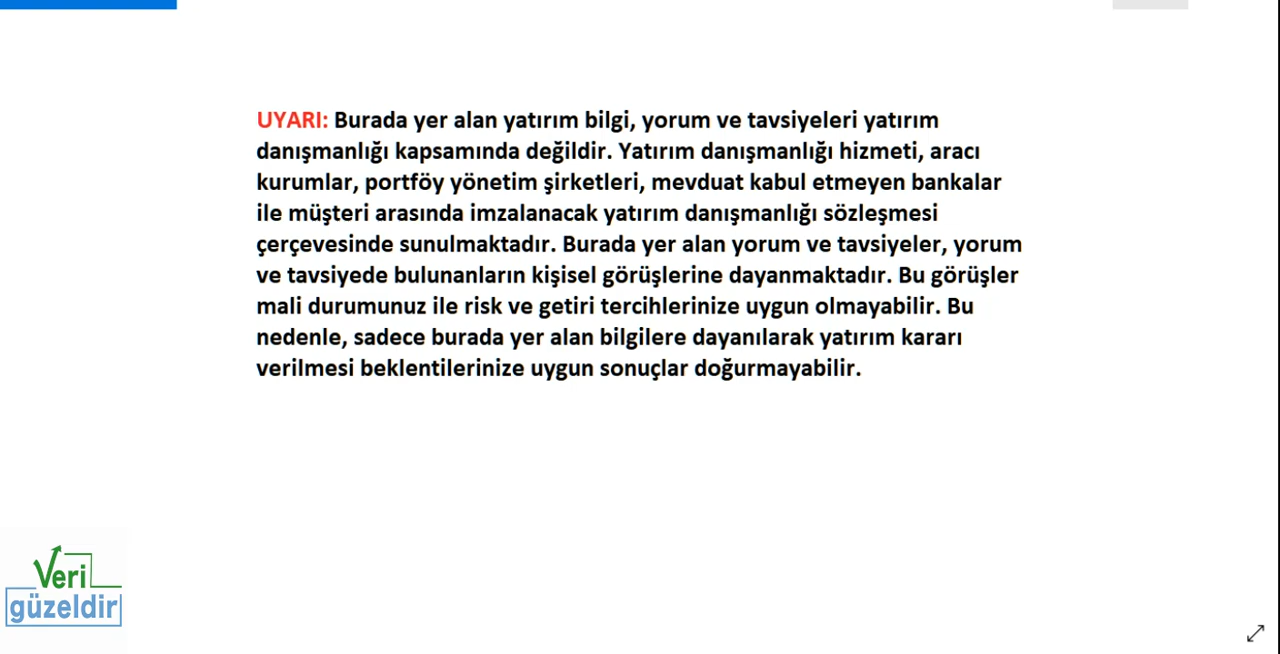 UYARI: Burada yer alan yatırım bilgi, yorum ve tavsiyeleri yatırım
danışmanlığı kapsamında değildir. Yatırım danışmanlığı hizmeti, aracı
kurumlar, portföy yönetim şirketleri, mevduat kabul etmeyen bankalar
ile müşteri arasında imzalanacak yatırım danışmanlığı sözleşmesi
çerçevesinde sunulmaktadır. Burada yer alan yorum ve tavsiyeler, yorum
ve tavsiyede bulunanların kişisel görüşlerine dayanmaktadır. Bu görüşler
mali durumunuz ile risk ve getiri tercihlerinize uygun olmayabilir. Bu
nedenle, sadece burada yer alan bilgilere dayanılarak yatırım kararı
verilmesi beklentilerinize uygun sonuçlar doğurmayabilir.
Veri
güzeldir